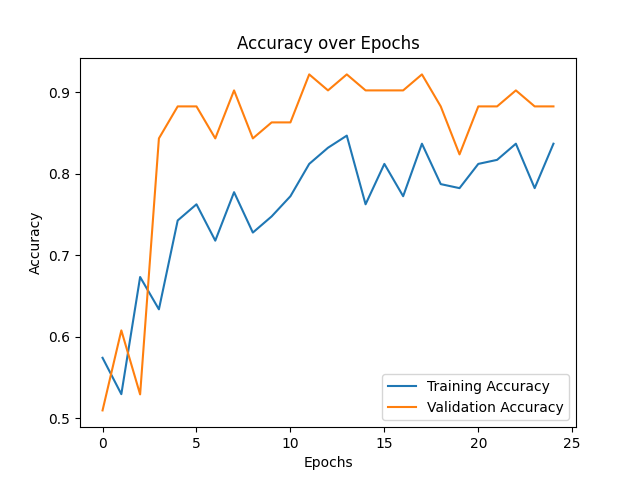 Accuracy over Epochs
Accuracy
0.9
0.8
0.7
0.6
0.5
Training Accuracy
Validation Accuracy
0 5 10 15 20 25
Epochs